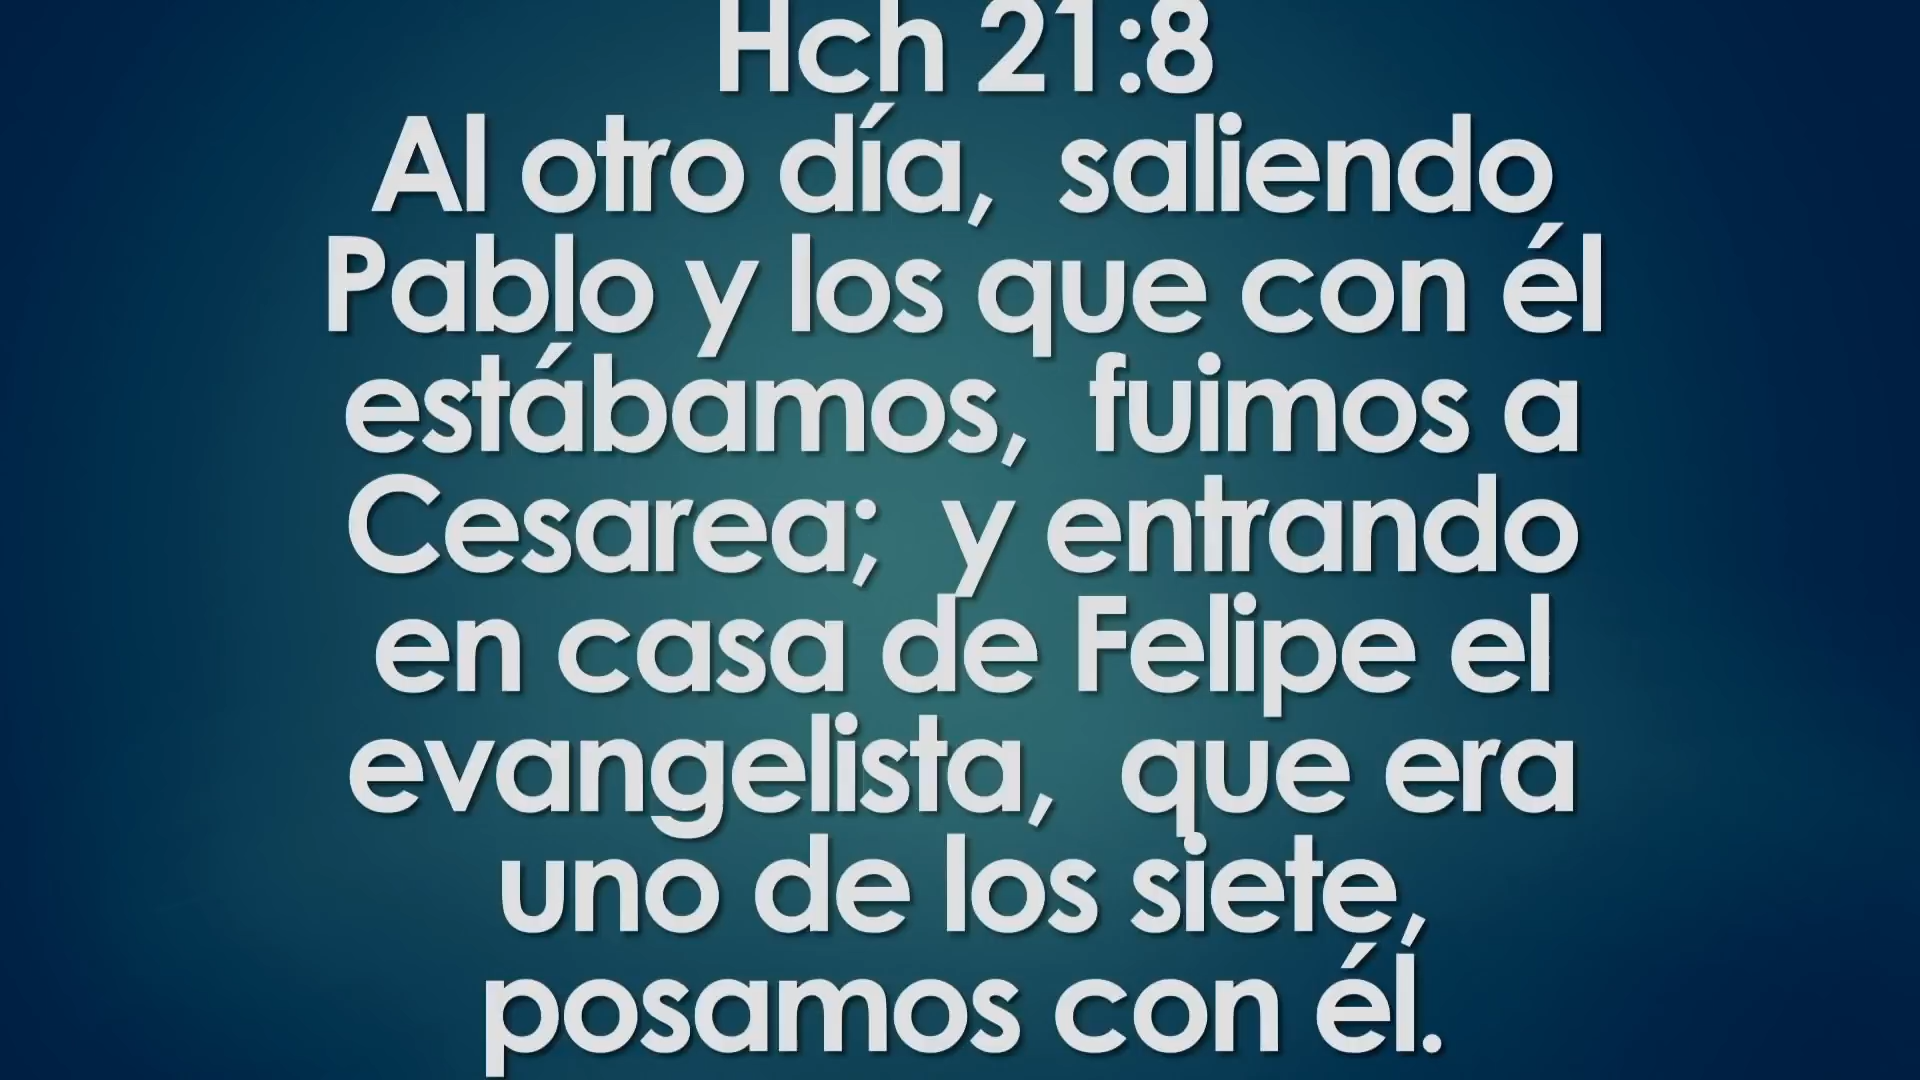 Hch 21:8
Al otro día, saliendo
Pablo y los que con él
estábamos, fuimos a
Cesarea; y entrando
en casa de Felipe el
evangelista, que era
uno de los siete,
posamos con él.